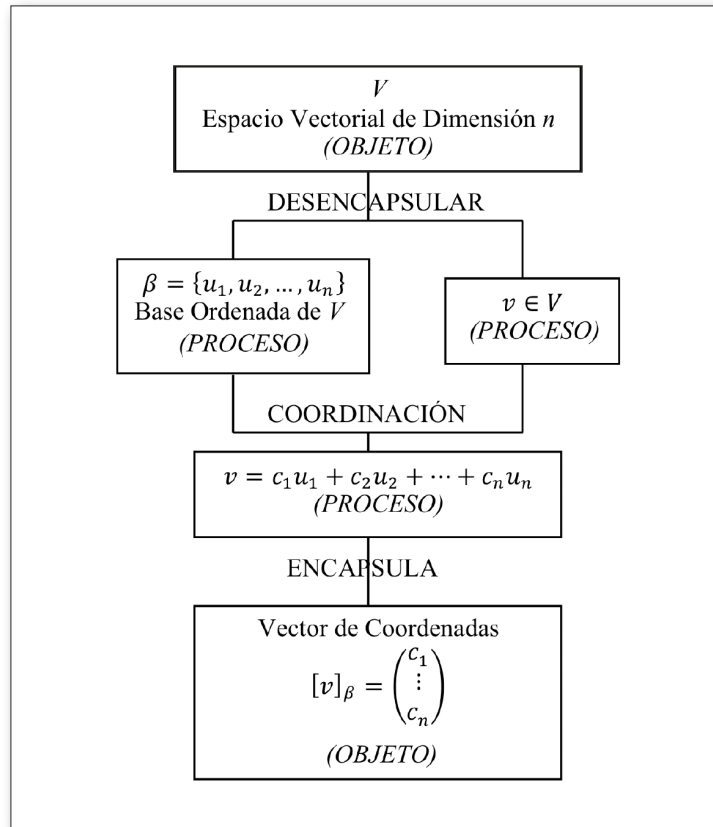 V
Espacio Vectorial de Dimensión n
(OBJETO)
DESENCAPSULAR
β = {u₁, u₂, …, uₙ}
Base Ordenada de V
(PROCESO)
v ∈ V
(PROCESO)
COORDINACIÓN
v = c₁u₁ + c₂u₂ + ⋯ + cₙuₙ
(PROCESO)
ENCAPSULA
Vector de Coordenadas
[v]ᵦ = (c₁ ⋮ cₙ)
(OBJETO)